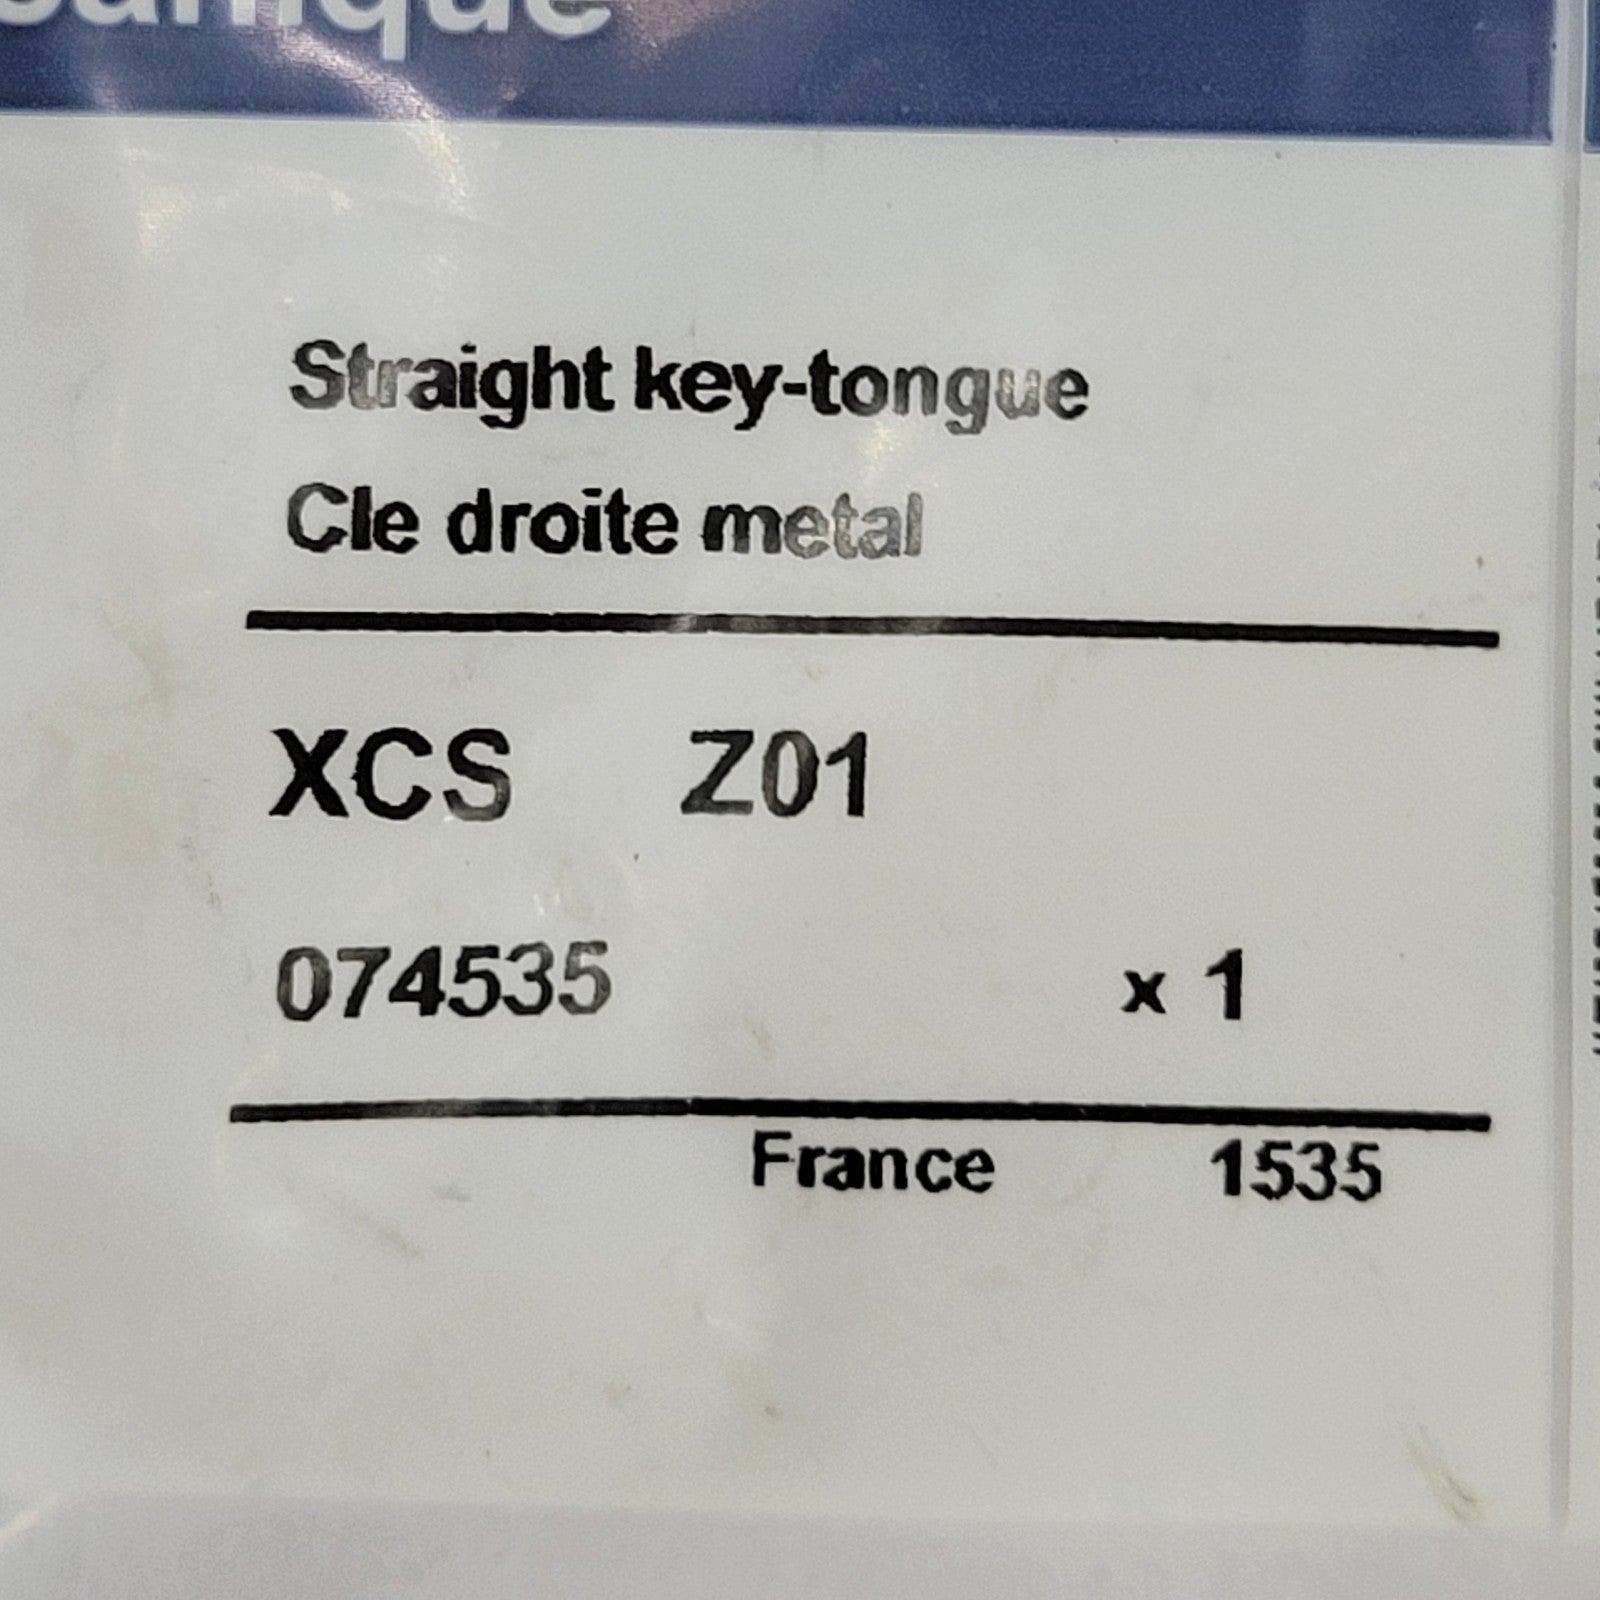 Straight key-tongue
Cle droite metal
XCS Z01
074535 x 1
France 1535